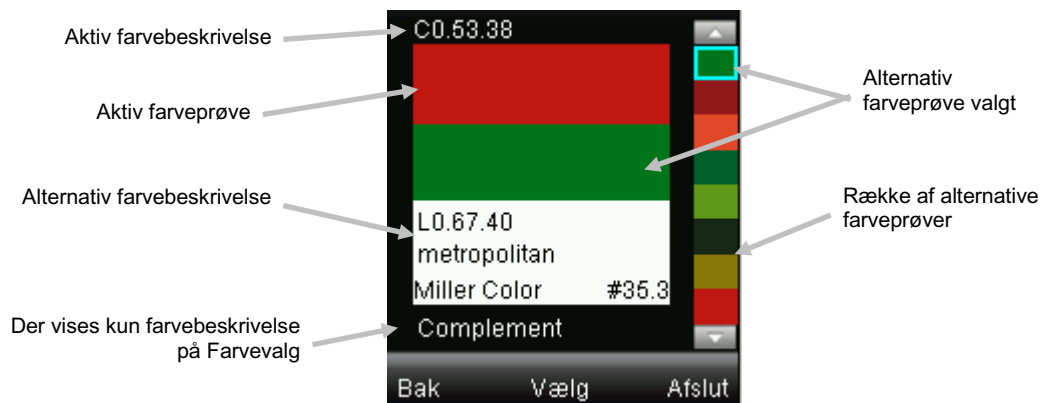 Aktiv farvebeskrivelse
Aktiv farveprøve
Alternativ farvebeskrivelse
Der vises kun farvebeskrivelse
på Farvevalg
C0.53.38
L0.67.40
metropolitan
Miller Color #35.3
Complement
Bak Vælg Afslut
Alternativ
farveprøve valgt
Række af alternative
farveprøver